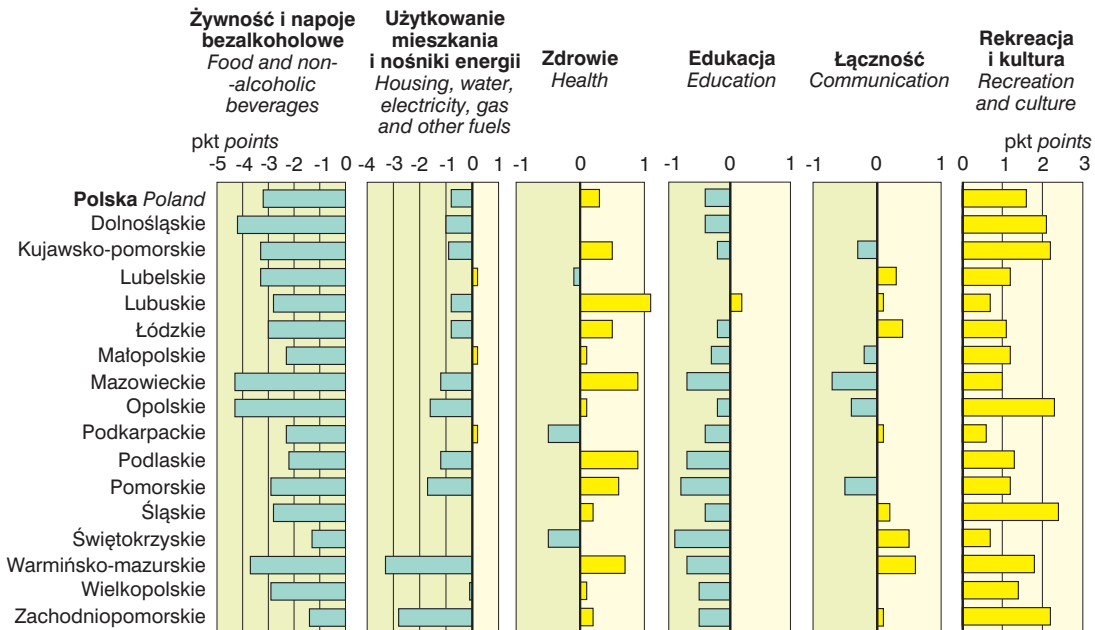 Żywność i napoje
bezalkoholowe
Food and non-
-alcoholic
beverages
Użytkowanie
mieszkania
i nośniki energii
Housing, water,
electricity, gas
and other fuels
Zdrowie
Health
Edukacja
Education
Łączność
Communication
Rekreacja
i kultura
Recreation
and culture
pkt points
pkt points
-5 -4 -3 -2 -1 0
-4 -3 -2 -1 0 1
-1 0 1
-1 0 1
-1 0 1
0 1 2 3
Polska Poland
Dolnośląskie
Kujawsko-pomorskie
Lubelskie
Lubuskie
Łódzkie
Małopolskie
Mazowieckie
Opolskie
Podkarpackie
Podlaskie
Pomorskie
Śląskie
Świętokrzyskie
Warmińsko-mazurskie
Wielkopolskie
Zachodniopomorskie